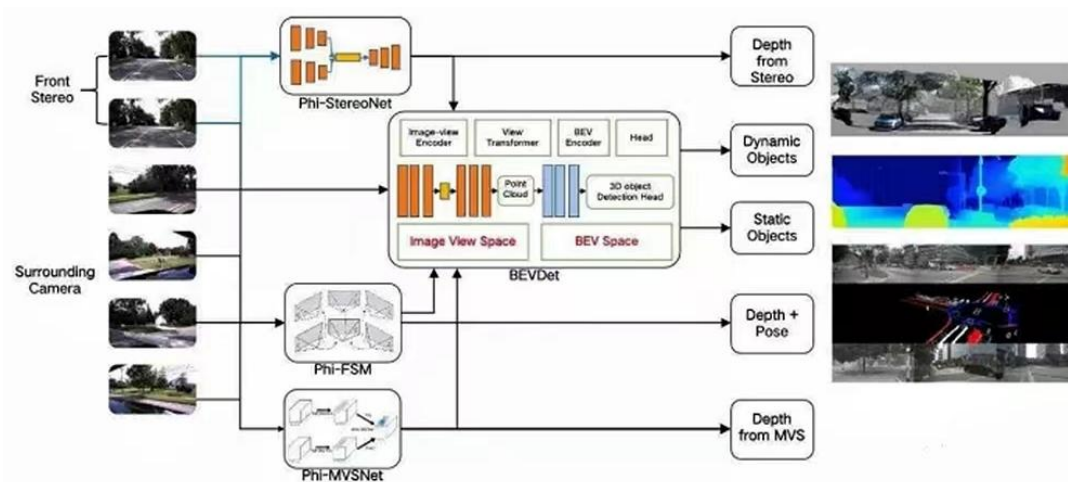 Front
Stereo
Surrounding
Camera
Phi-StereoNet
Image-view
Encoder
View
Transformer
BEV
Encoder
Head
Point
Cloud
3D object
Detection Head
Image View Space
BEV Space
BEVDet
Phi-FSM
Phi-MVSNet
Depth
from
Stereo
Dynamic
Objects
Static
Objects
Depth +
Pose
Depth
from MVS